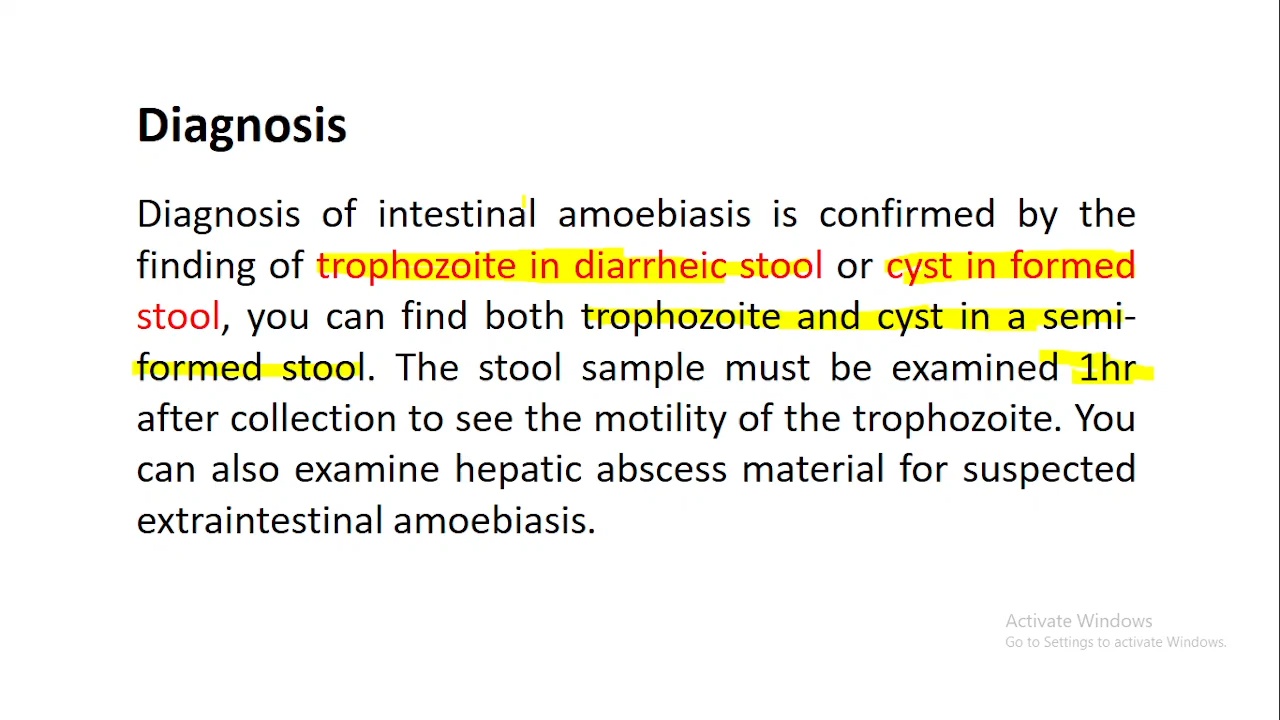 Diagnosis
Diagnosis of intestinal amoebiasis is confirmed by the
finding of trophozoite in diarrheic stool or cyst in formed
stool, you can find both trophozoite and cyst in a semi-
formed stool. The stool sample must be examined 1hr
after collection to see the motility of the trophozoite. You
can also examine hepatic abscess material for suspected
extraintestinal amoebiasis.
Activate Windows
Go to Settings to activate Windows.